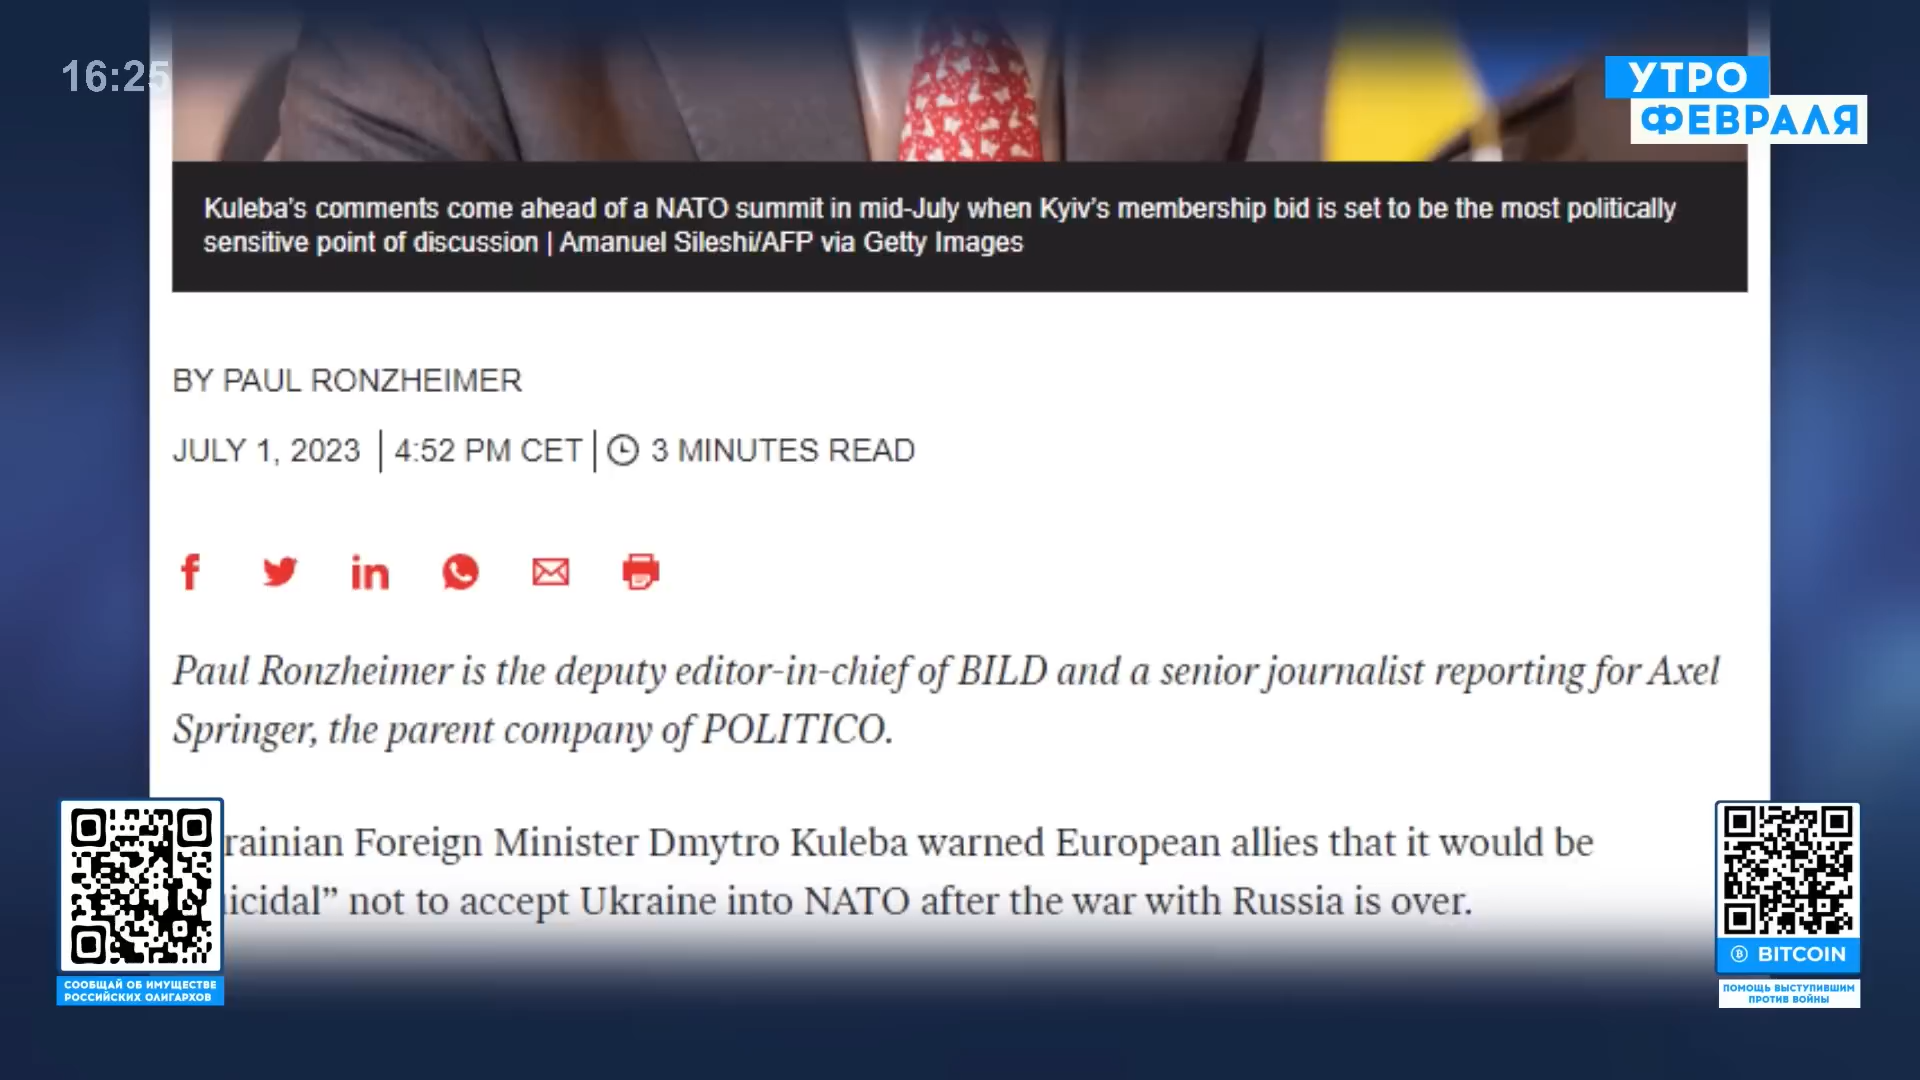 16:25
УТРО
ФЕВРАЛЯ
Kuleba's comments come ahead of a NATO summit in mid-July when Kyiv's membership bid is set to be the most politically
sensitive point of discussion | Amanuel Sileshi/AFP via Getty Images
BY PAUL RONZHEIMER
JULY 1, 2023 | 4:52 PM CET | 3 MINUTES READ
Paul Ronzheimer is the deputy editor-in-chief of BILD and a senior journalist reporting for Axel
Springer, the parent company of POLITICO.
rainian Foreign Minister Dmytro Kuleba warned European allies that it would be
icidal” not to accept Ukraine into NATO after the war with Russia is over.
СООБЩАЙ ОБ ИМУЩЕСТВЕ
РОССИЙСКИХ ОЛИГАРХОВ
BITCOIN
ПОМОЩЬ ВЫСТУПИВШИМ
ПРОТИВ ВОЙНЫ